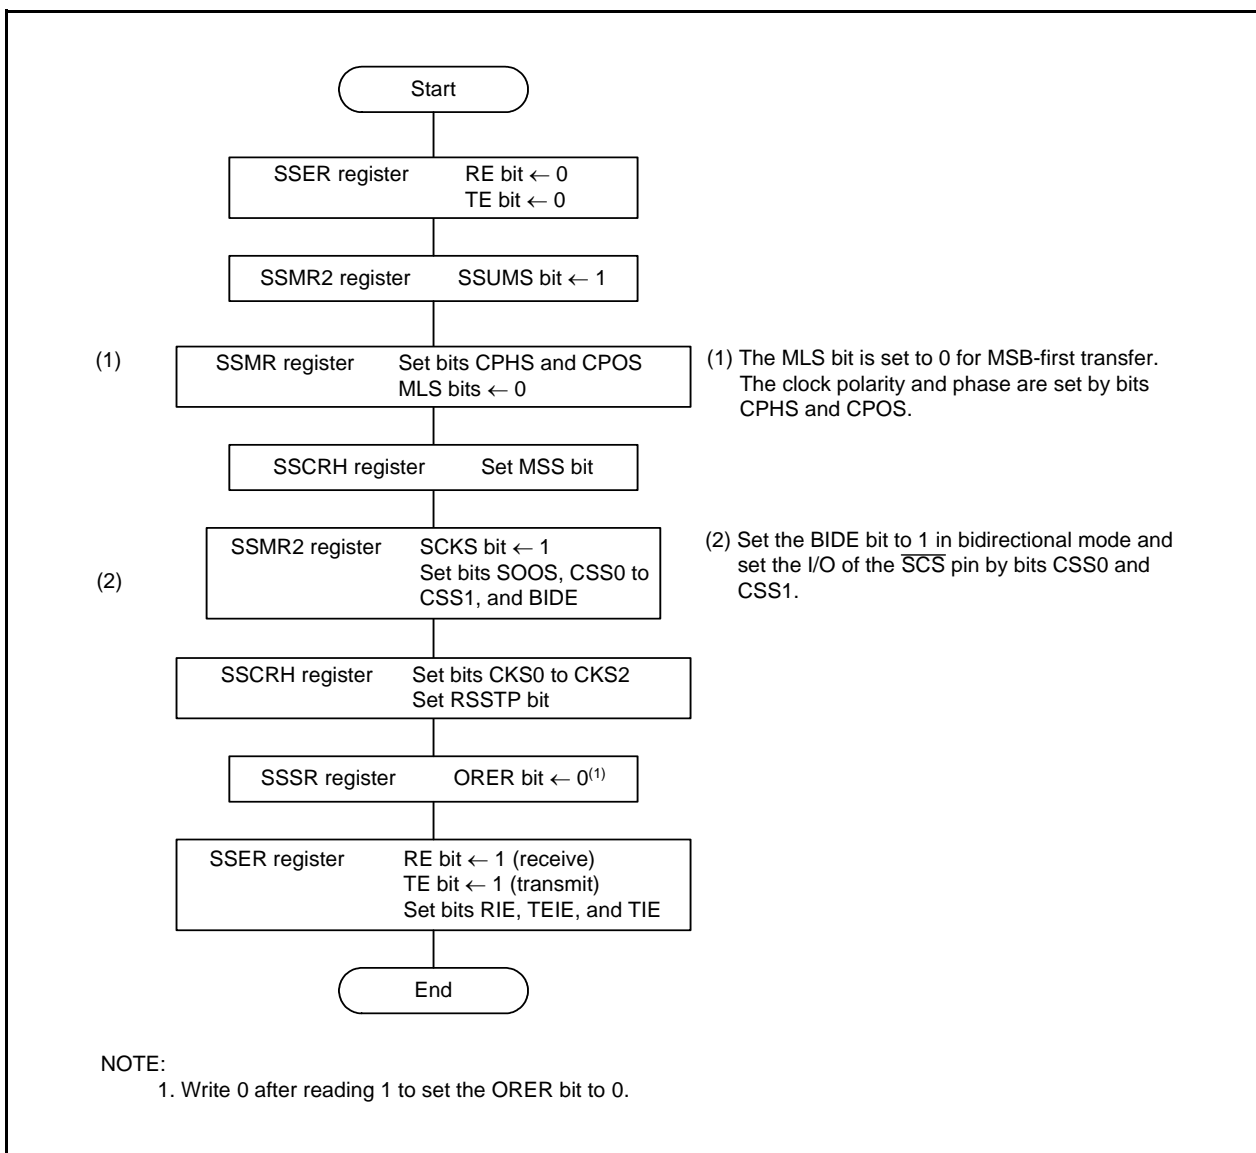 Start
SSER register RE bit ← 0
TE bit ← 0
SSMR2 register SSUMS bit ← 1
(1) SSMR register Set bits CPHS and CPOS
MLS bits ← 0
(1) The MLS bit is set to 0 for MSB-first transfer.
The clock polarity and phase are set by bits
CPHS and CPOS.
SSCRH register Set MSS bit
(2) SSMR2 register SCKS bit ← 1
Set bits SOOS, CSS0 to
CSS1, and BIDE
(2) Set the BIDE bit to 1 in bidirectional mode and
set the I/O of the S̅C̅S̅ pin by bits CSS0 and
CSS1.
SSCRH register Set bits CKS0 to CKS2
Set RSSTP bit
SSSR register ORER bit ← 0(1)
SSER register RE bit ← 1 (receive)
TE bit ← 1 (transmit)
Set bits RIE, TEIE, and TIE
End
NOTE:
1. Write 0 after reading 1 to set the ORER bit to 0.